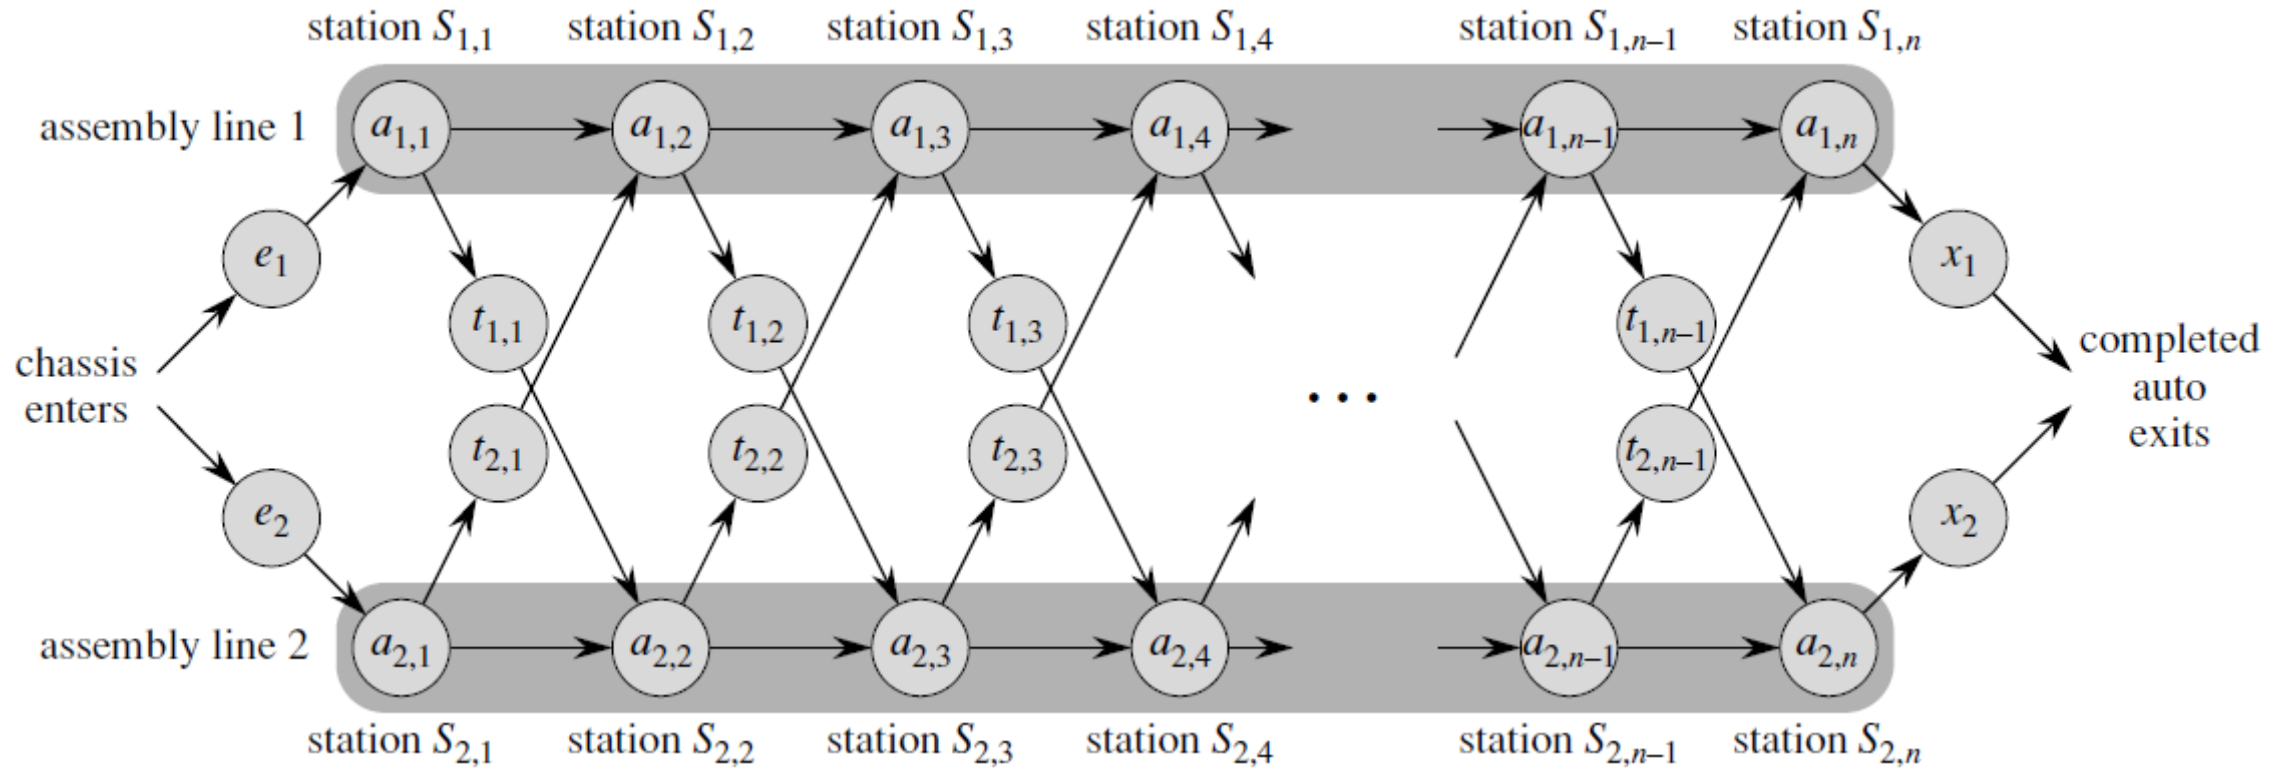 station S1,1 station S1,2 station S1,3 station S1,4 station S1,n–1 station S1,n
assembly line 1 a1,1 a1,2 a1,3 a1,4 a1,n–1 a1,n
e1 x1
t1,1 t1,2 t1,3 t1,n–1
chassis
enters
completed
auto
exits
...
t2,1 t2,2 t2,3 t2,n–1
e2 x2
assembly line 2 a2,1 a2,2 a2,3 a2,4 a2,n–1 a2,n
station S2,1 station S2,2 station S2,3 station S2,4 station S2,n–1 station S2,n